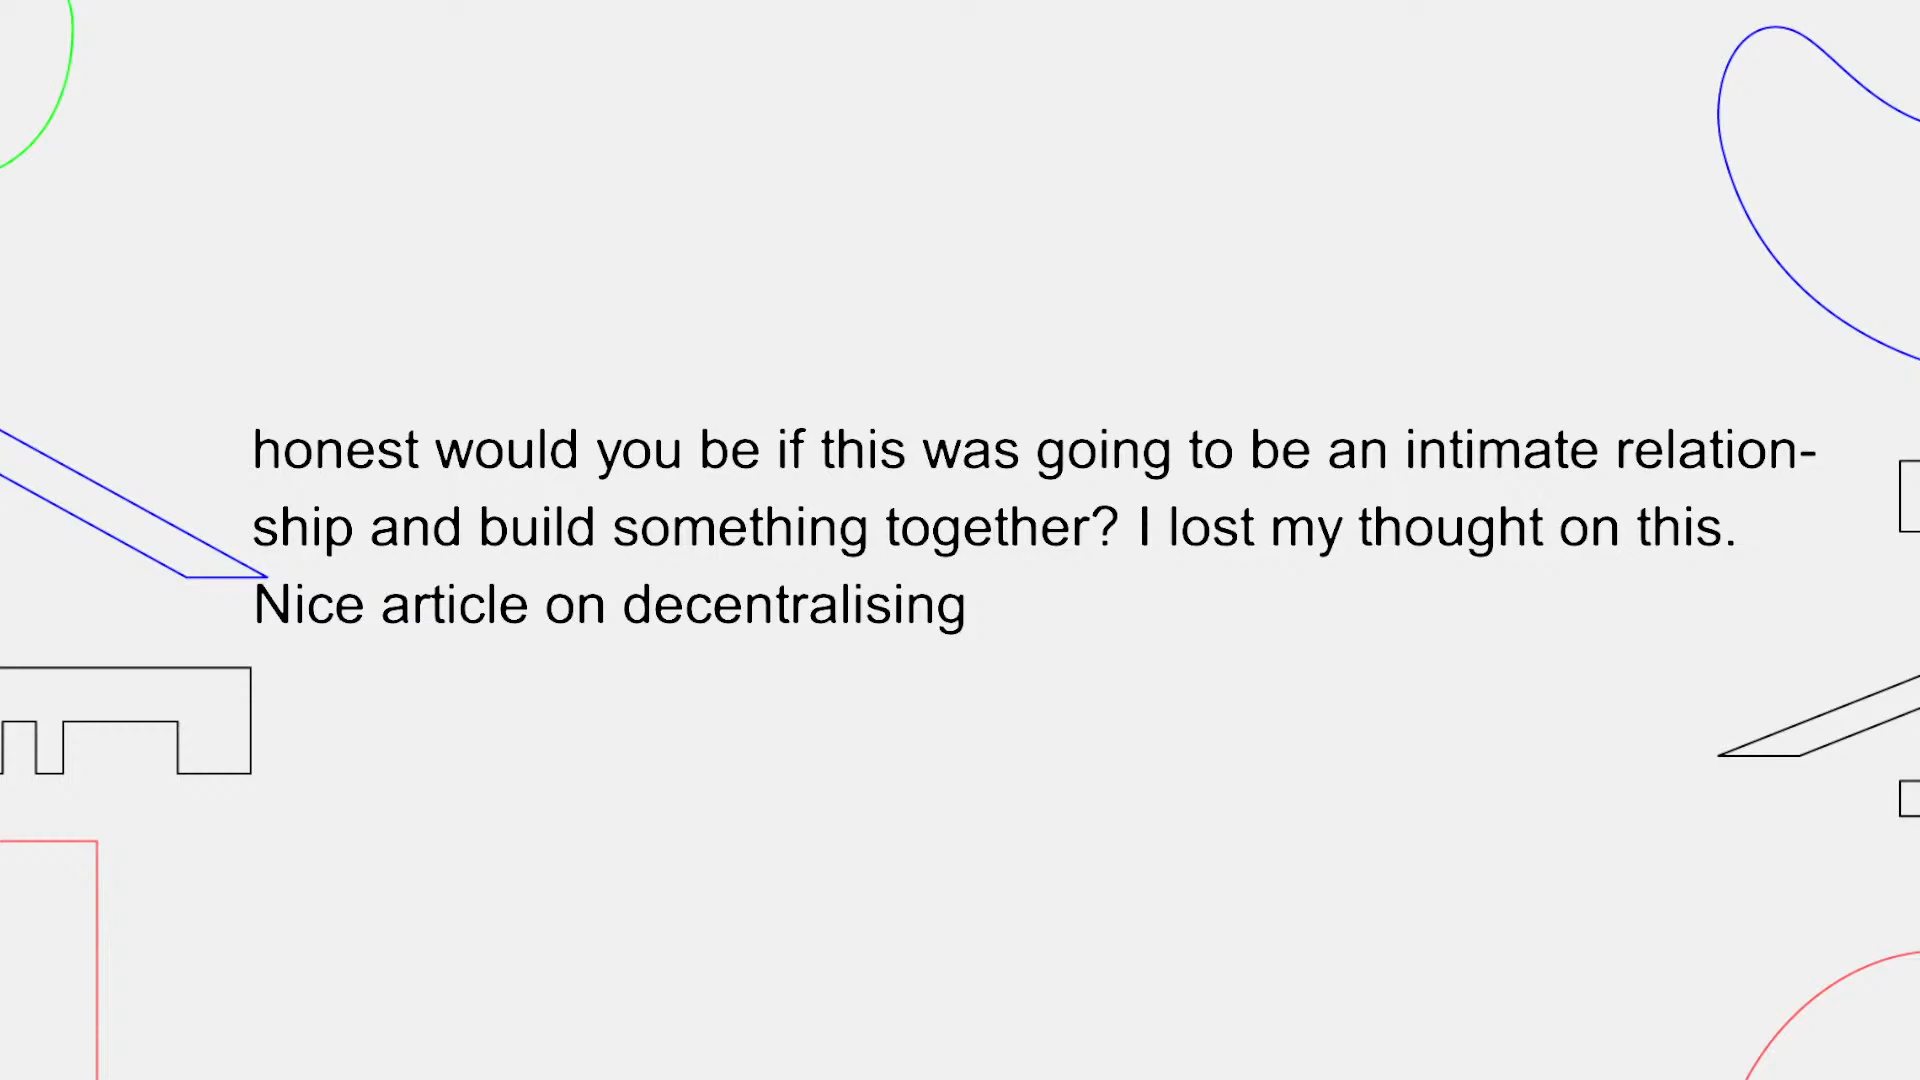 honest would you be if this was going to be an intimate relation-
ship and build something together? I lost my thought on this.
Nice article on decentralising